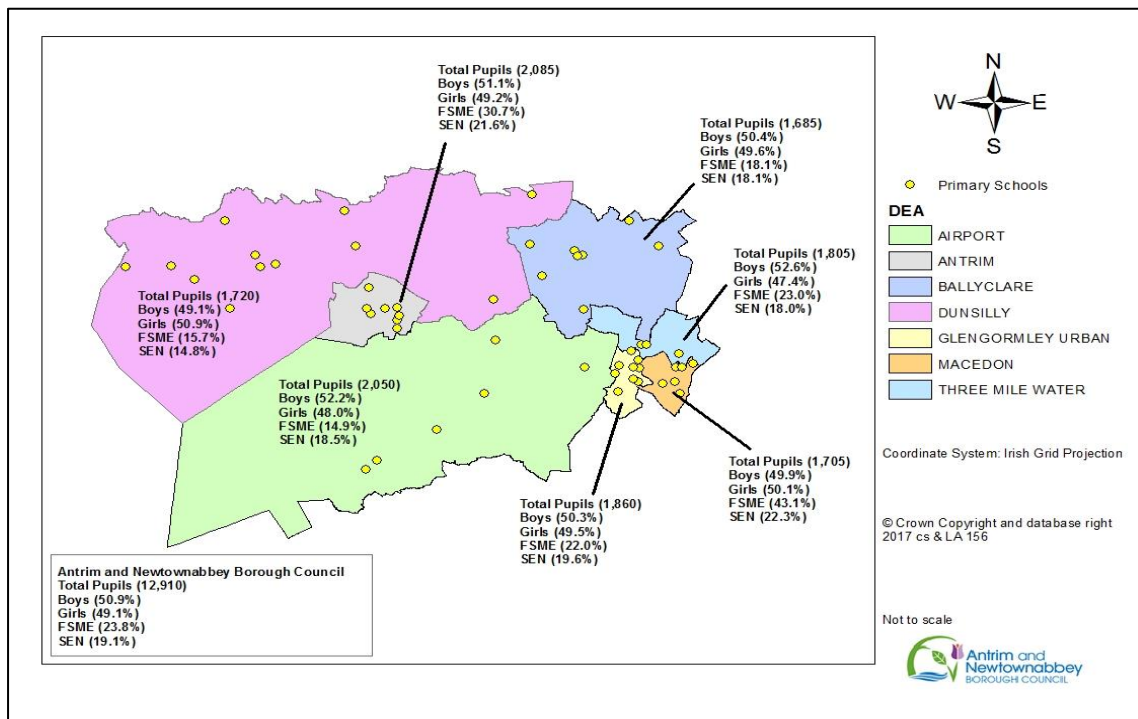 Total Pupils (2,085)
Boys (51.1%)
Girls (49.2%)
FSME (30.7%)
SEN (21.6%)
Total Pupils (1,685)
Boys (50.4%)
Girls (49.6%)
FSME (18.1%)
SEN (18.1%)
Total Pupils (1,805)
Boys (52.6%)
Girls (47.4%)
FSME (23.0%)
SEN (18.0%)
Total Pupils (1,720)
Boys (49.1%)
Girls (50.9%)
FSME (15.7%)
SEN (14.8%)
Total Pupils (2,050)
Boys (52.2%)
Girls (48.0%)
FSME (14.9%)
SEN (18.5%)
Total Pupils (1,705)
Boys (49.9%)
Girls (50.1%)
FSME (43.1%)
SEN (22.3%)
Total Pupils (1,860)
Boys (50.3%)
Girls (49.5%)
FSME (22.0%)
SEN (19.6%)
Antrim and Newtownabbey Borough Council
Total Pupils (12,910)
Boys (50.9%)
Girls (49.1%)
FSME (23.8%)
SEN (19.1%)
N
W E
S
Primary Schools
DEA
AIRPORT
ANTRIM
BALLYCLARE
DUNSILLY
GLENGORMLEY URBAN
MACEDON
THREE MILE WATER
Coordinate System: Irish Grid Projection
© Crown Copyright and database right
2017 cs & LA 156
Not to scale
Antrim and
Newtownabbey
BOROUGH COUNCIL